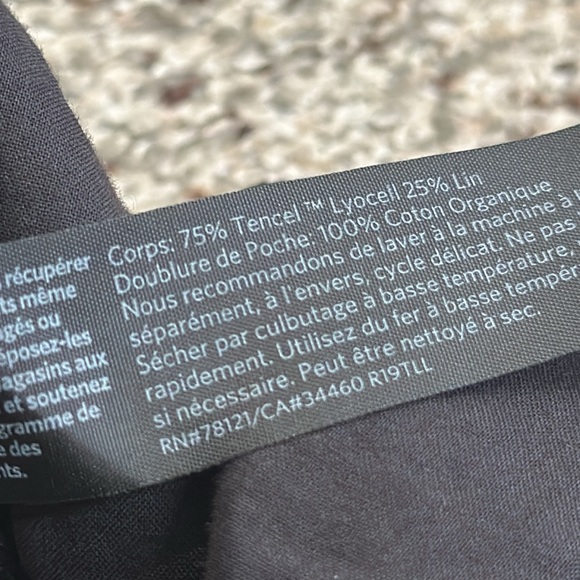 récupérer
ts même
gés ou
éposez-les
agasins aux
et soutenez
gramme de
e des
nts.
Corps: 75% Tencel™ Lyocell 25% Lin
Doublure de Poche: 100% Coton Organique
Nous recommandons de laver à la machine à
séparément, à l'envers, cycle délicat. Ne pas
Sécher par culbutage à basse température,
rapidement. Utilisez du fer à basse tempér
si nécessaire. Peut être nettoyé à sec.
RN#78121/CA#34460 R19TLL